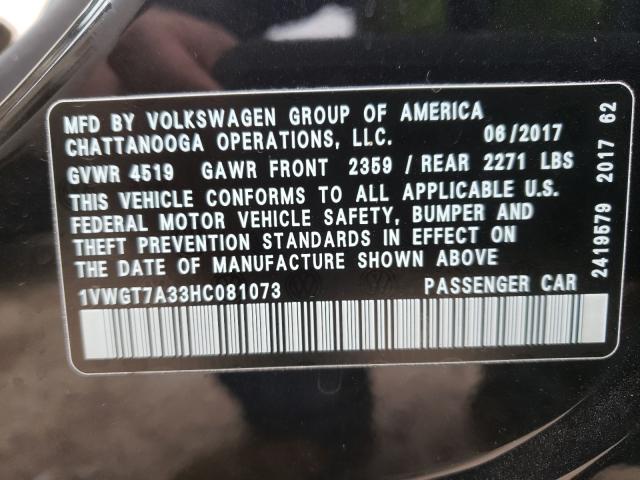 MFD BY VOLKSWAGEN GROUP OF AMERICA
CHATTANOOGA OPERATIONS, LLC. 06/2017
GVWR 4519 GAWR FRONT 2359 / REAR 2271 LBS
THIS VEHICLE CONFORMS TO ALL APPLICABLE U.S.
FEDERAL MOTOR VEHICLE SAFETY, BUMPER AND
THEFT PREVENTION STANDARDS IN EFFECT ON
THE DATE OF MANUFACTURE SHOWN ABOVE
1VWGT7A33HC081073 PASSENGER CAR
2419579 2017 62